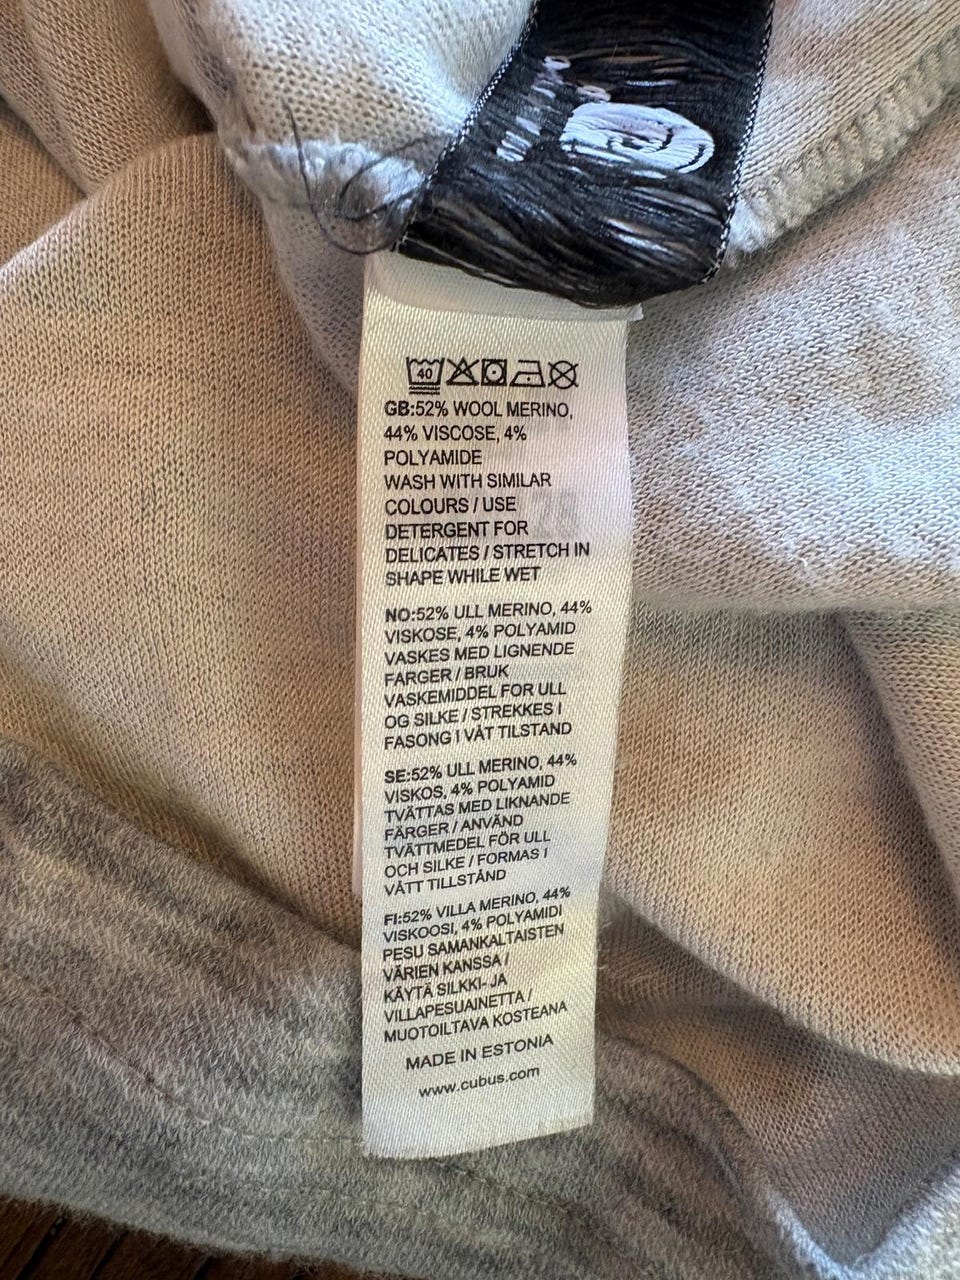 40
GB:52% WOOL MERINO,
44% VISCOSE, 4%
POLYAMIDE
WASH WITH SIMILAR
COLOURS / USE
DETERGENT FOR
DELICATES / STRETCH IN
SHAPE WHILE WET
NO:52% ULL MERINO, 44%
VISKOSE, 4% POLYAMID
VASKES MED LIGNENDE
FARGER / BRUK
VASKEMIDDEL FOR ULL
OG SILKE / STREKKES I
FASONG I VÅT TILSTAND
SE:52% ULL MERINO, 44%
VISKOS, 4% POLYAMID
TVÄTTAS MED LIKNANDE
FÄRGER / ANVÄND
TVÄTTMEDEL FÖR ULL
OCH SILKE / FORMAS I
VÅTT TILLSTÅND
FI:52% VILLA MERINO, 44%
VISKOOSI, 4% POLYAMIDI
PESU SAMANKALTAISTEN
VÄRIEN KANSSA /
KÄYTÄ SILKKI- JA
VILLAPESUAINETTA /
MUOTOILTAVA KOSTEANA
MADE IN ESTONIA
www.cubus.com